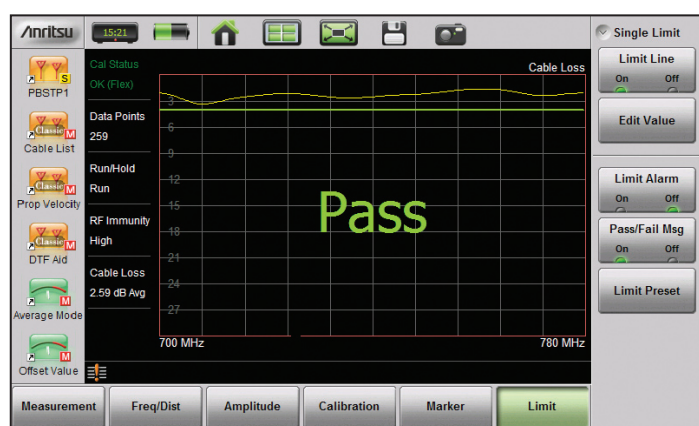 Anritsu
15:21
PBSTP1
S
Classic M
Cable List
Classic M
Prop Velocity
Classic M
DTF Aid
M
Average Mode
M
Offset Value
Cal Status
OK (Flex)
Data Points
259
Run/Hold
Run
RF Immunity
High
Cable Loss
2.59 dB Avg
Cable Loss
3
6
9
12
15
18
21
24
27
Pass
700 MHz
780 MHz
Single Limit
Limit Line
On Off
Edit Value
Limit Alarm
On Off
Pass/Fail Msg
On Off
Limit Preset
Measurement
Freq/Dist
Amplitude
Calibration
Marker
Limit